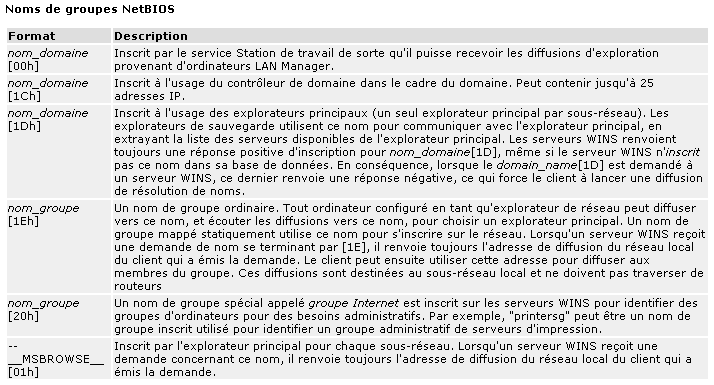 Noms de groupes NetBIOS
Format Description
nom_domaine Inscrit par le service Station de travail de sorte qu'il puisse recevoir les diffusions d'exploration
[00h] provenant d'ordinateurs LAN Manager.
nom_domaine Inscrit à l'usage du contrôleur de domaine dans le cadre du domaine. Peut contenir jusqu'à 25
[1Ch] adresses IP.
nom_domaine Inscrit à l'usage des explorateurs principaux (un seul explorateur principal par sous-réseau). Les
[1Dh] explorateurs de sauvegarde utilisent ce nom pour communiquer avec l'explorateur principal, en
extrayant la liste des serveurs disponibles de l'explorateur principal. Les serveurs WINS renvoient
toujours une réponse positive d'inscription pour nom_domaine[1D], même si le serveur WINS n'inscrit
pas ce nom dans sa base de données. En conséquence, lorsque le domain_name[1D] est demandé à
un serveur WINS, ce dernier renvoie une réponse négative, ce qui force le client à lancer une diffusion
de résolution de noms.
nom_groupe Un nom de groupe ordinaire. Tout ordinateur configuré en tant qu'explorateur de réseau peut diffuser
[1Eh] vers ce nom, et écouter les diffusions vers ce nom, pour choisir un explorateur principal. Un nom de
groupe mappé statiquement utilise ce nom pour s'inscrire sur le réseau. Lorsqu'un serveur WINS reçoit
une demande de nom se terminant par [1E], il renvoie toujours l'adresse de diffusion du réseau local
du client qui a émis la demande. Le client peut ensuite utiliser cette adresse pour diffuser aux
membres du groupe. Ces diffusions sont destinées au sous-réseau local et ne doivent pas traverser de
routeurs
nom_groupe Un nom de groupe spécial appelé groupe Internet est inscrit sur les serveurs WINS pour identifier des
[20h] groupes d'ordinateurs pour des besoins administratifs. Par exemple, "printersg" peut être un nom de
groupe inscrit utilisé pour identifier un groupe administratif de serveurs d'impression.
-- Inscrit par l'explorateur principal pour chaque sous-réseau. Lorsqu'un serveur WINS reçoit une
__MSBROWSE__ demande concernant ce nom, il renvoie toujours l'adresse de diffusion du réseau local du client qui a
[01h] émis la demande.